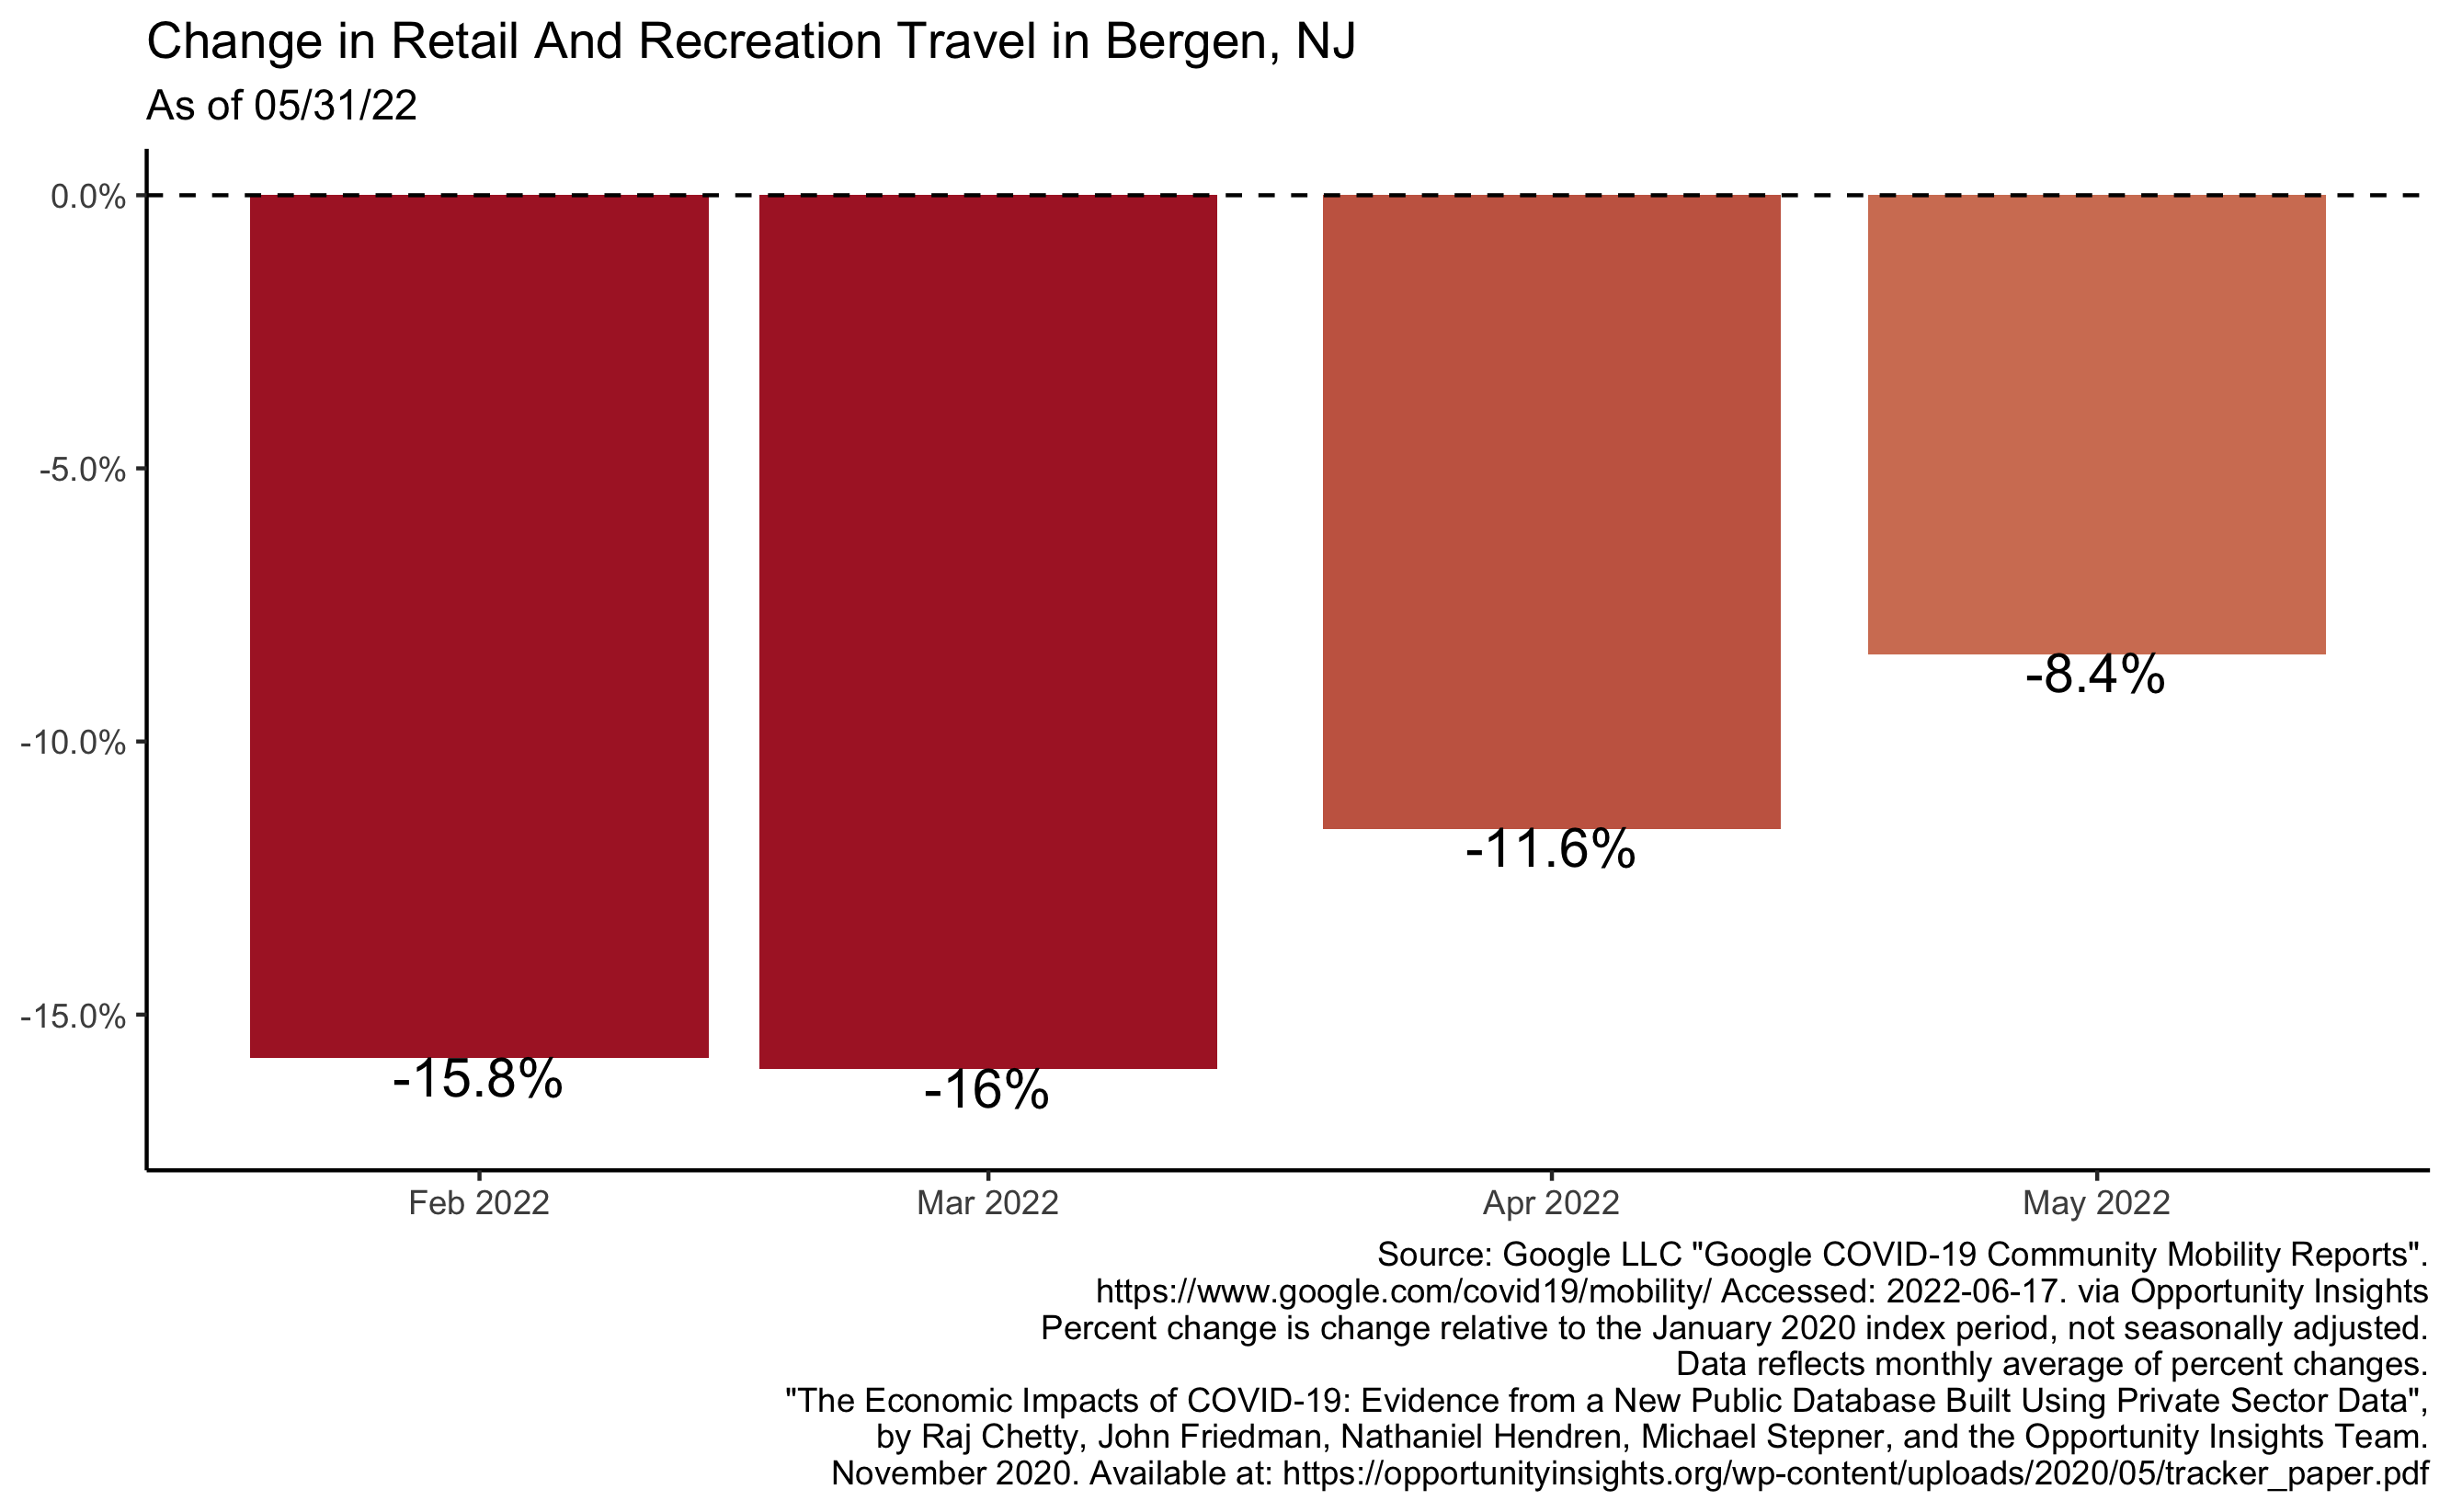 Change in Retail And Recreation Travel in Bergen, NJ
As of 05/31/22
0.0%
-5.0%
-10.0%
-15.0%
-15.8%
-16%
-11.6%
-8.4%
Feb 2022
Mar 2022
Apr 2022
May 2022
Source: Google LLC "Google COVID-19 Community Mobility Reports".
https://www.google.com/covid19/mobility/ Accessed: 2022-06-17. via Opportunity Insights
Percent change is change relative to the January 2020 index period, not seasonally adjusted.
Data reflects monthly average of percent changes.
"The Economic Impacts of COVID-19: Evidence from a New Public Database Built Using Private Sector Data",
by Raj Chetty, John Friedman, Nathaniel Hendren, Michael Stepner, and the Opportunity Insights Team.
November 2020. Available at: https://opportunityinsights.org/wp-content/uploads/2020/05/tracker_paper.pdf